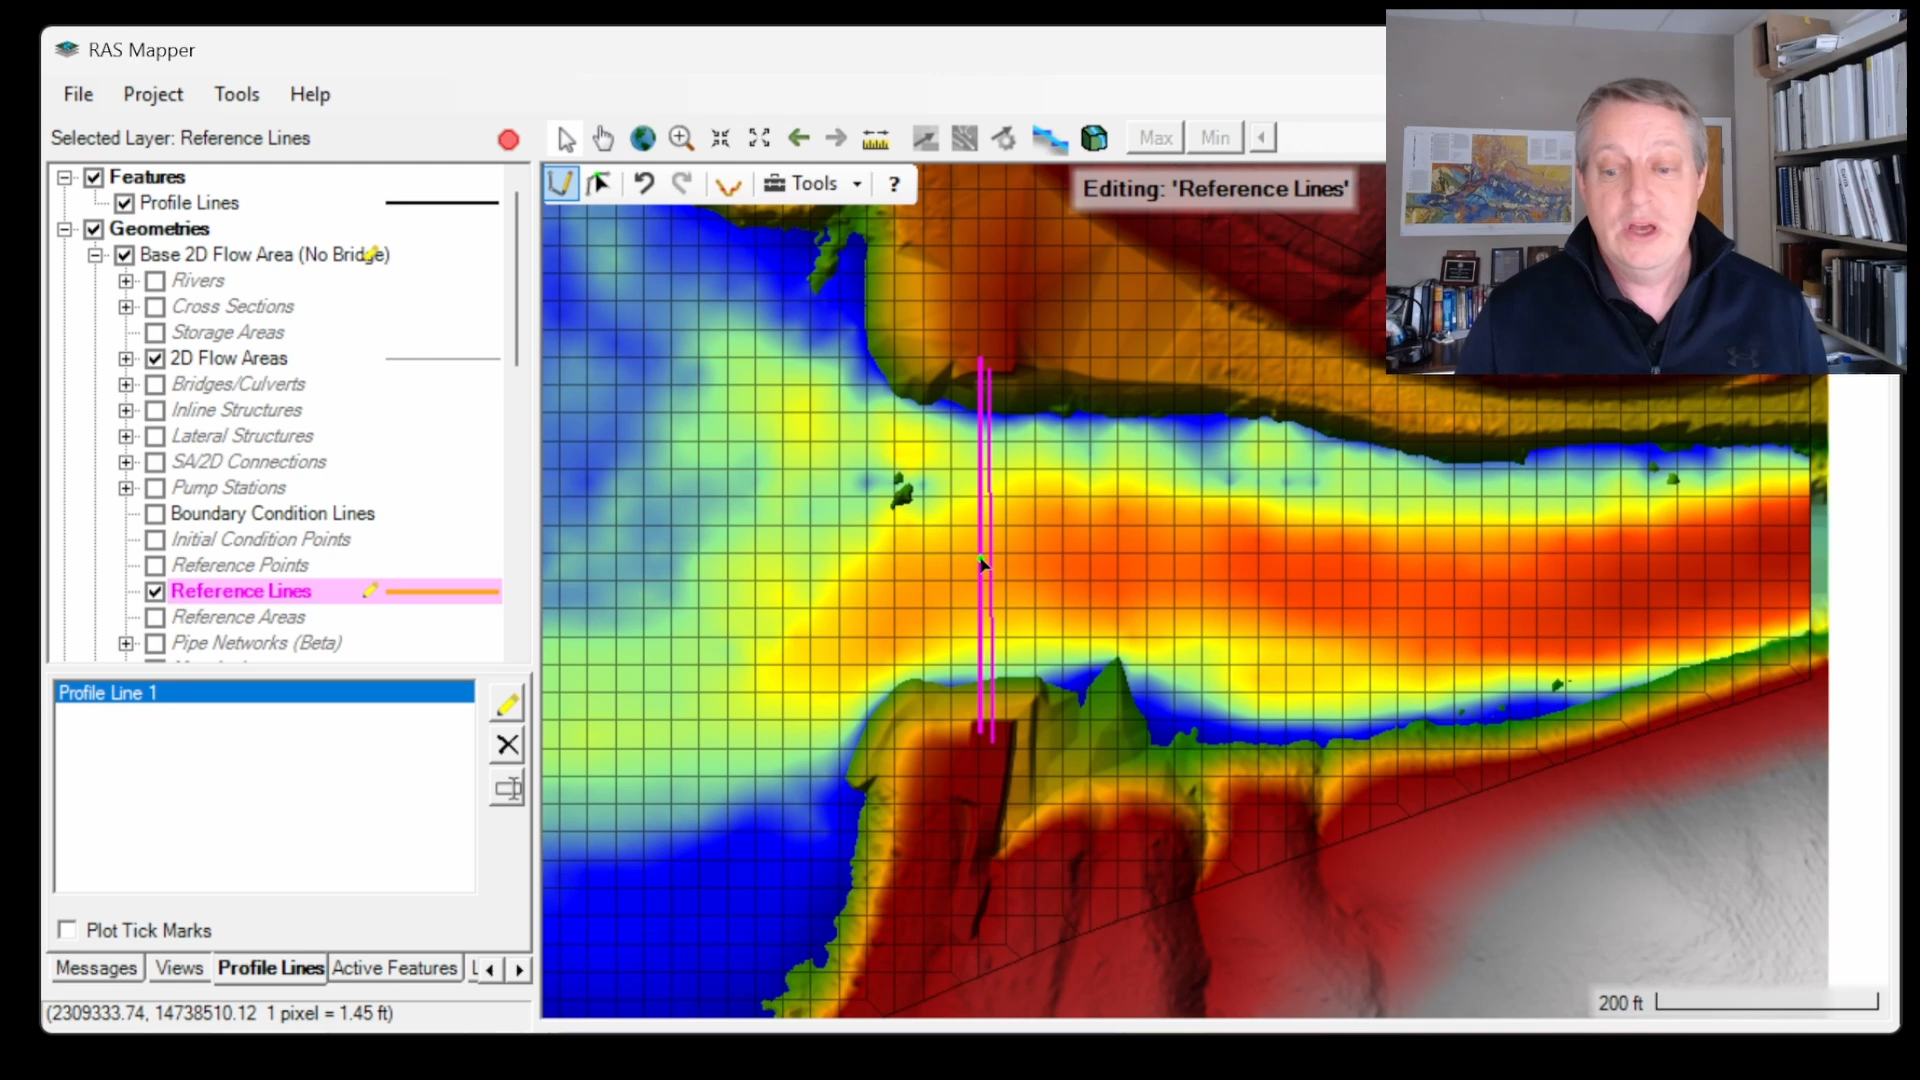 RAS Mapper
File Project Tools Help
Selected Layer: Reference Lines
Max Min
Features
Profile Lines
Geometries
Base 2D Flow Area (No Bridge)
Rivers
Cross Sections
Storage Areas
2D Flow Areas
Bridges/Culverts
Inline Structures
Lateral Structures
SA/2D Connections
Pump Stations
Boundary Condition Lines
Initial Condition Points
Reference Points
Reference Lines
Reference Areas
Pipe Networks (Beta)
Tools ?
Editing: 'Reference Lines'
Profile Line 1
Plot Tick Marks
Messages Views Profile Lines Active Features L
(2309333.74, 14738510.12 1 pixel = 1.45 ft)
200 ft